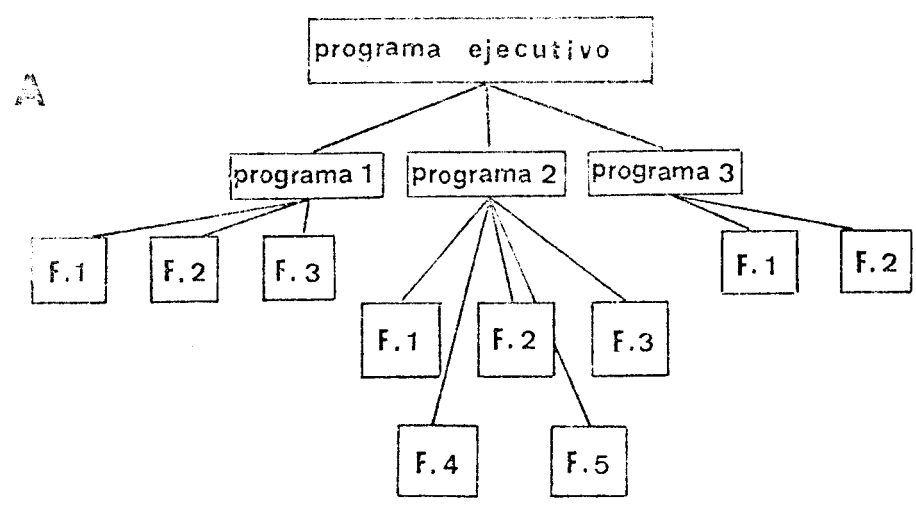 programa ejecutivo
A
programa 1 programa 2 programa 3
F.1 F.2 F.3 F.1 F.2
F.1 F.2 F.3
F.4 F.5